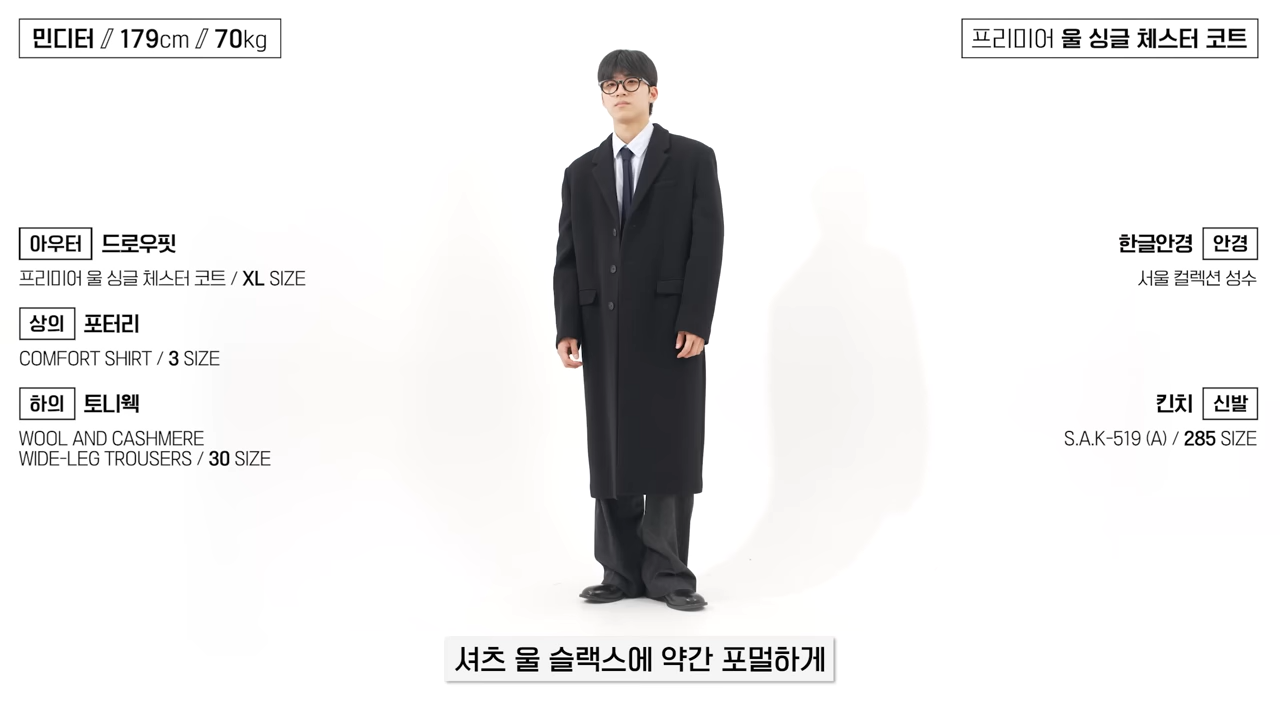 민디터 // 179cm // 70kg
프리미어 울 싱글 체스터 코트
아우터 드로우핏
프리미어 울 싱글 체스터 코트 / XL SIZE
상의 포터리
COMFORT SHIRT / 3 SIZE
하의 토니웩
WOOL AND CASHMERE
WIDE-LEG TROUSERS / 30 SIZE
한글안경 안경
서울 컬렉션 성수
킨치 신발
S.A.K-519 (A) / 285 SIZE
셔츠 울 슬랙스에 약간 포멀하게